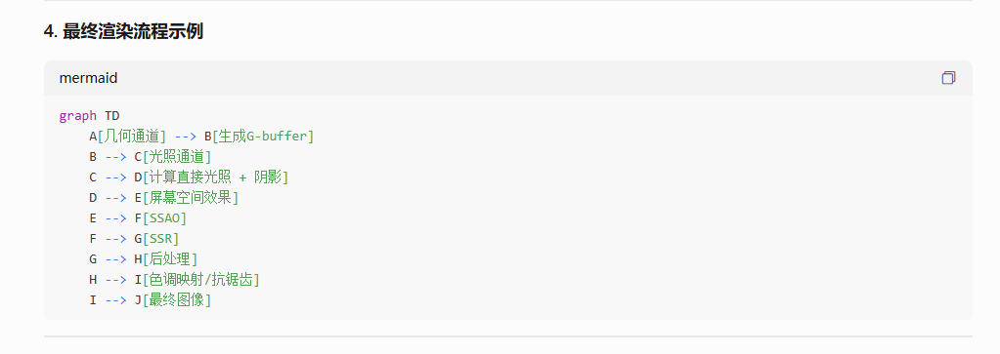 4. 最终渲染流程示例
mermaid
graph TD
A[几何通道] --> B[生成G-buffer]
B --> C[光照通道]
C --> D[计算直接光照 + 阴影]
D --> E[屏幕空间效果]
E --> F[SSAO]
F --> G[SSR]
G --> H[后处理]
H --> I[色调映射/抗锯齿]
I --> J[最终图像]